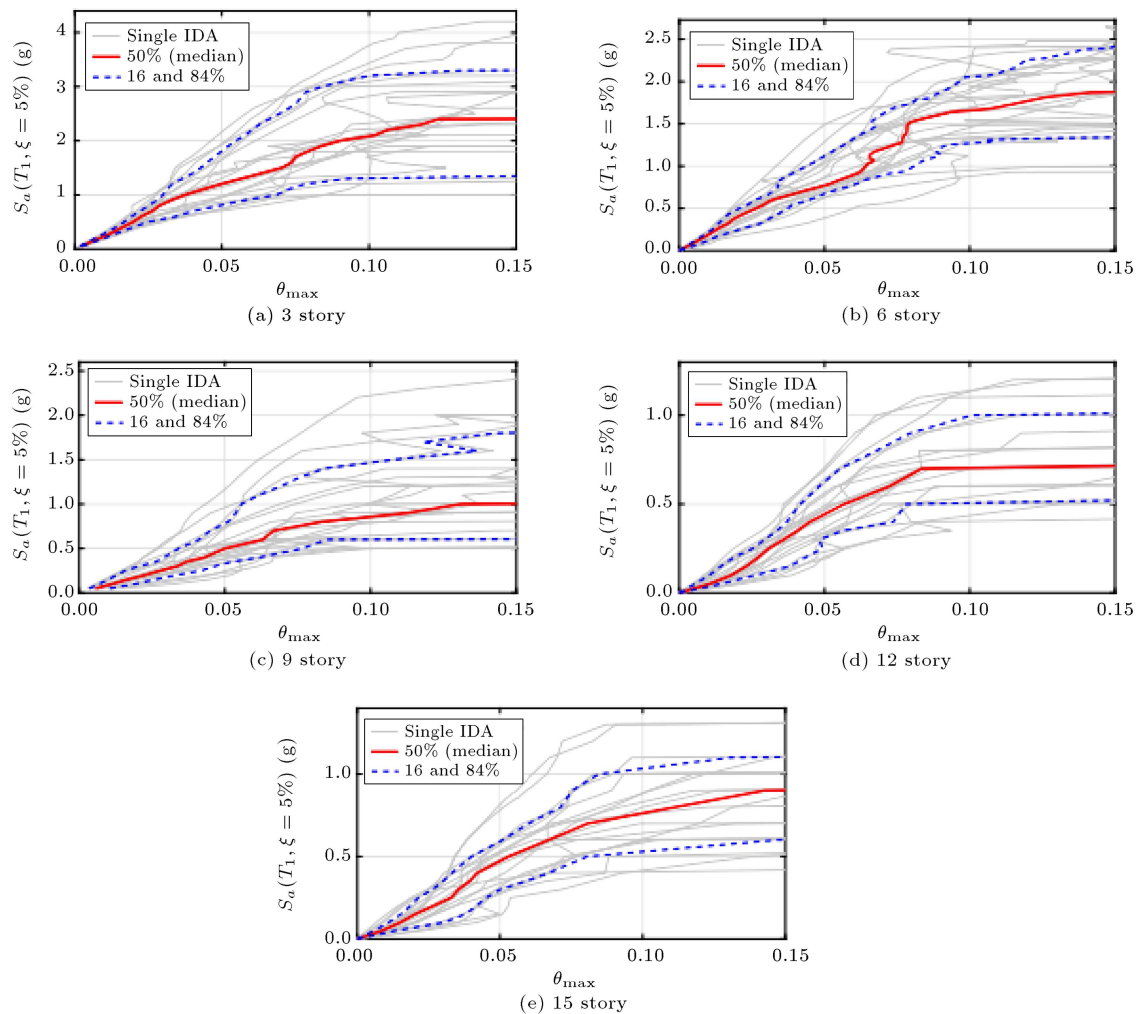 4
3
2
1
0
S_a(T_1, ξ = 5%) (g)
Single IDA
50% (median)
16 and 84%
0.00 0.05 0.10 0.15
θ_max
(a) 3 story
2.5
2.0
1.5
1.0
0.5
0.0
S_a(T_1, ξ = 5%) (g)
Single IDA
50% (median)
16 and 84%
0.00 0.05 0.10 0.15
θ_max
(b) 6 story
2.5
2.0
1.5
1.0
0.5
0.0
S_a(T_1, ξ = 5%) (g)
Single IDA
50% (median)
16 and 84%
0.00 0.05 0.10 0.15
θ_max
(c) 9 story
1.0
0.5
0.0
S_a(T_1, ξ = 5%) (g)
Single IDA
50% (median)
16 and 84%
0.00 0.05 0.10 0.15
θ_max
(d) 12 story
1.0
0.5
0.0
S_a(T_1, ξ = 5%) (g)
Single IDA
50% (median)
16 and 84%
0.00 0.05 0.10 0.15
θ_max
(e) 15 story